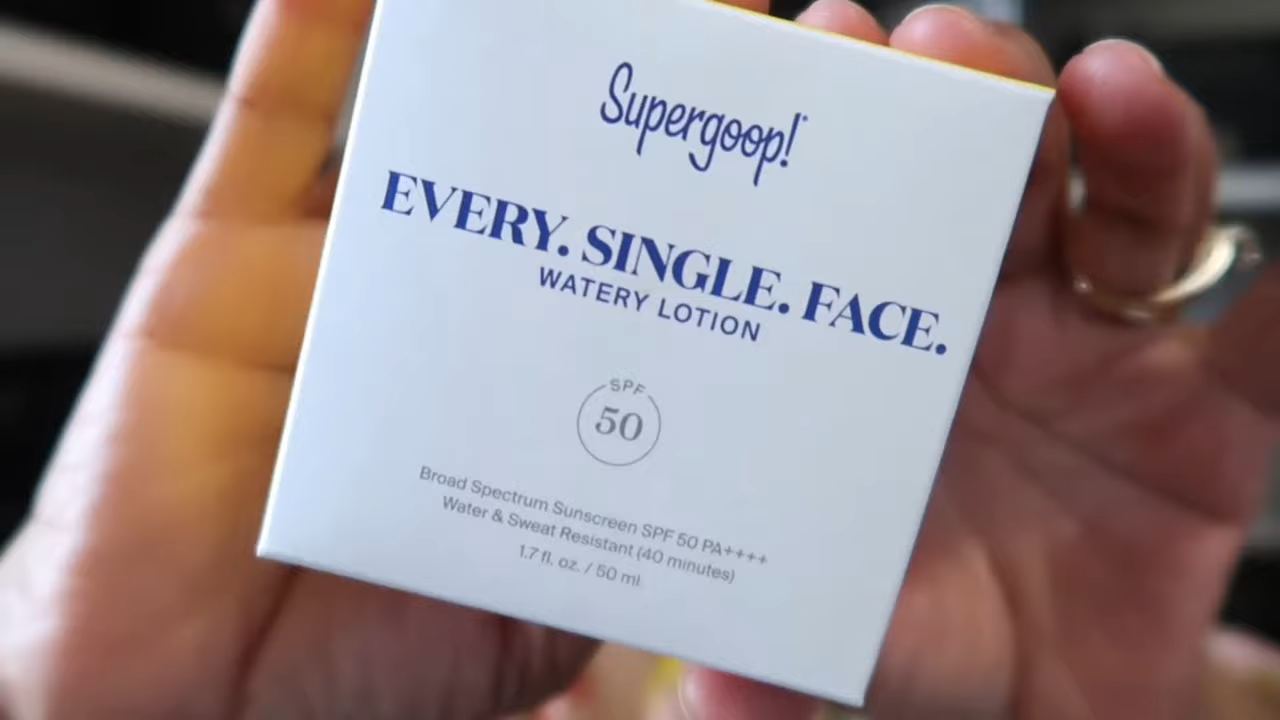 Supergoop!
EVERY. SINGLE. FACE.
WATERY LOTION
SPF
50
Broad Spectrum Sunscreen SPF 50 PA++++
Water & Sweat Resistant (40 minutes)
1.7 fl. oz. / 50 ml